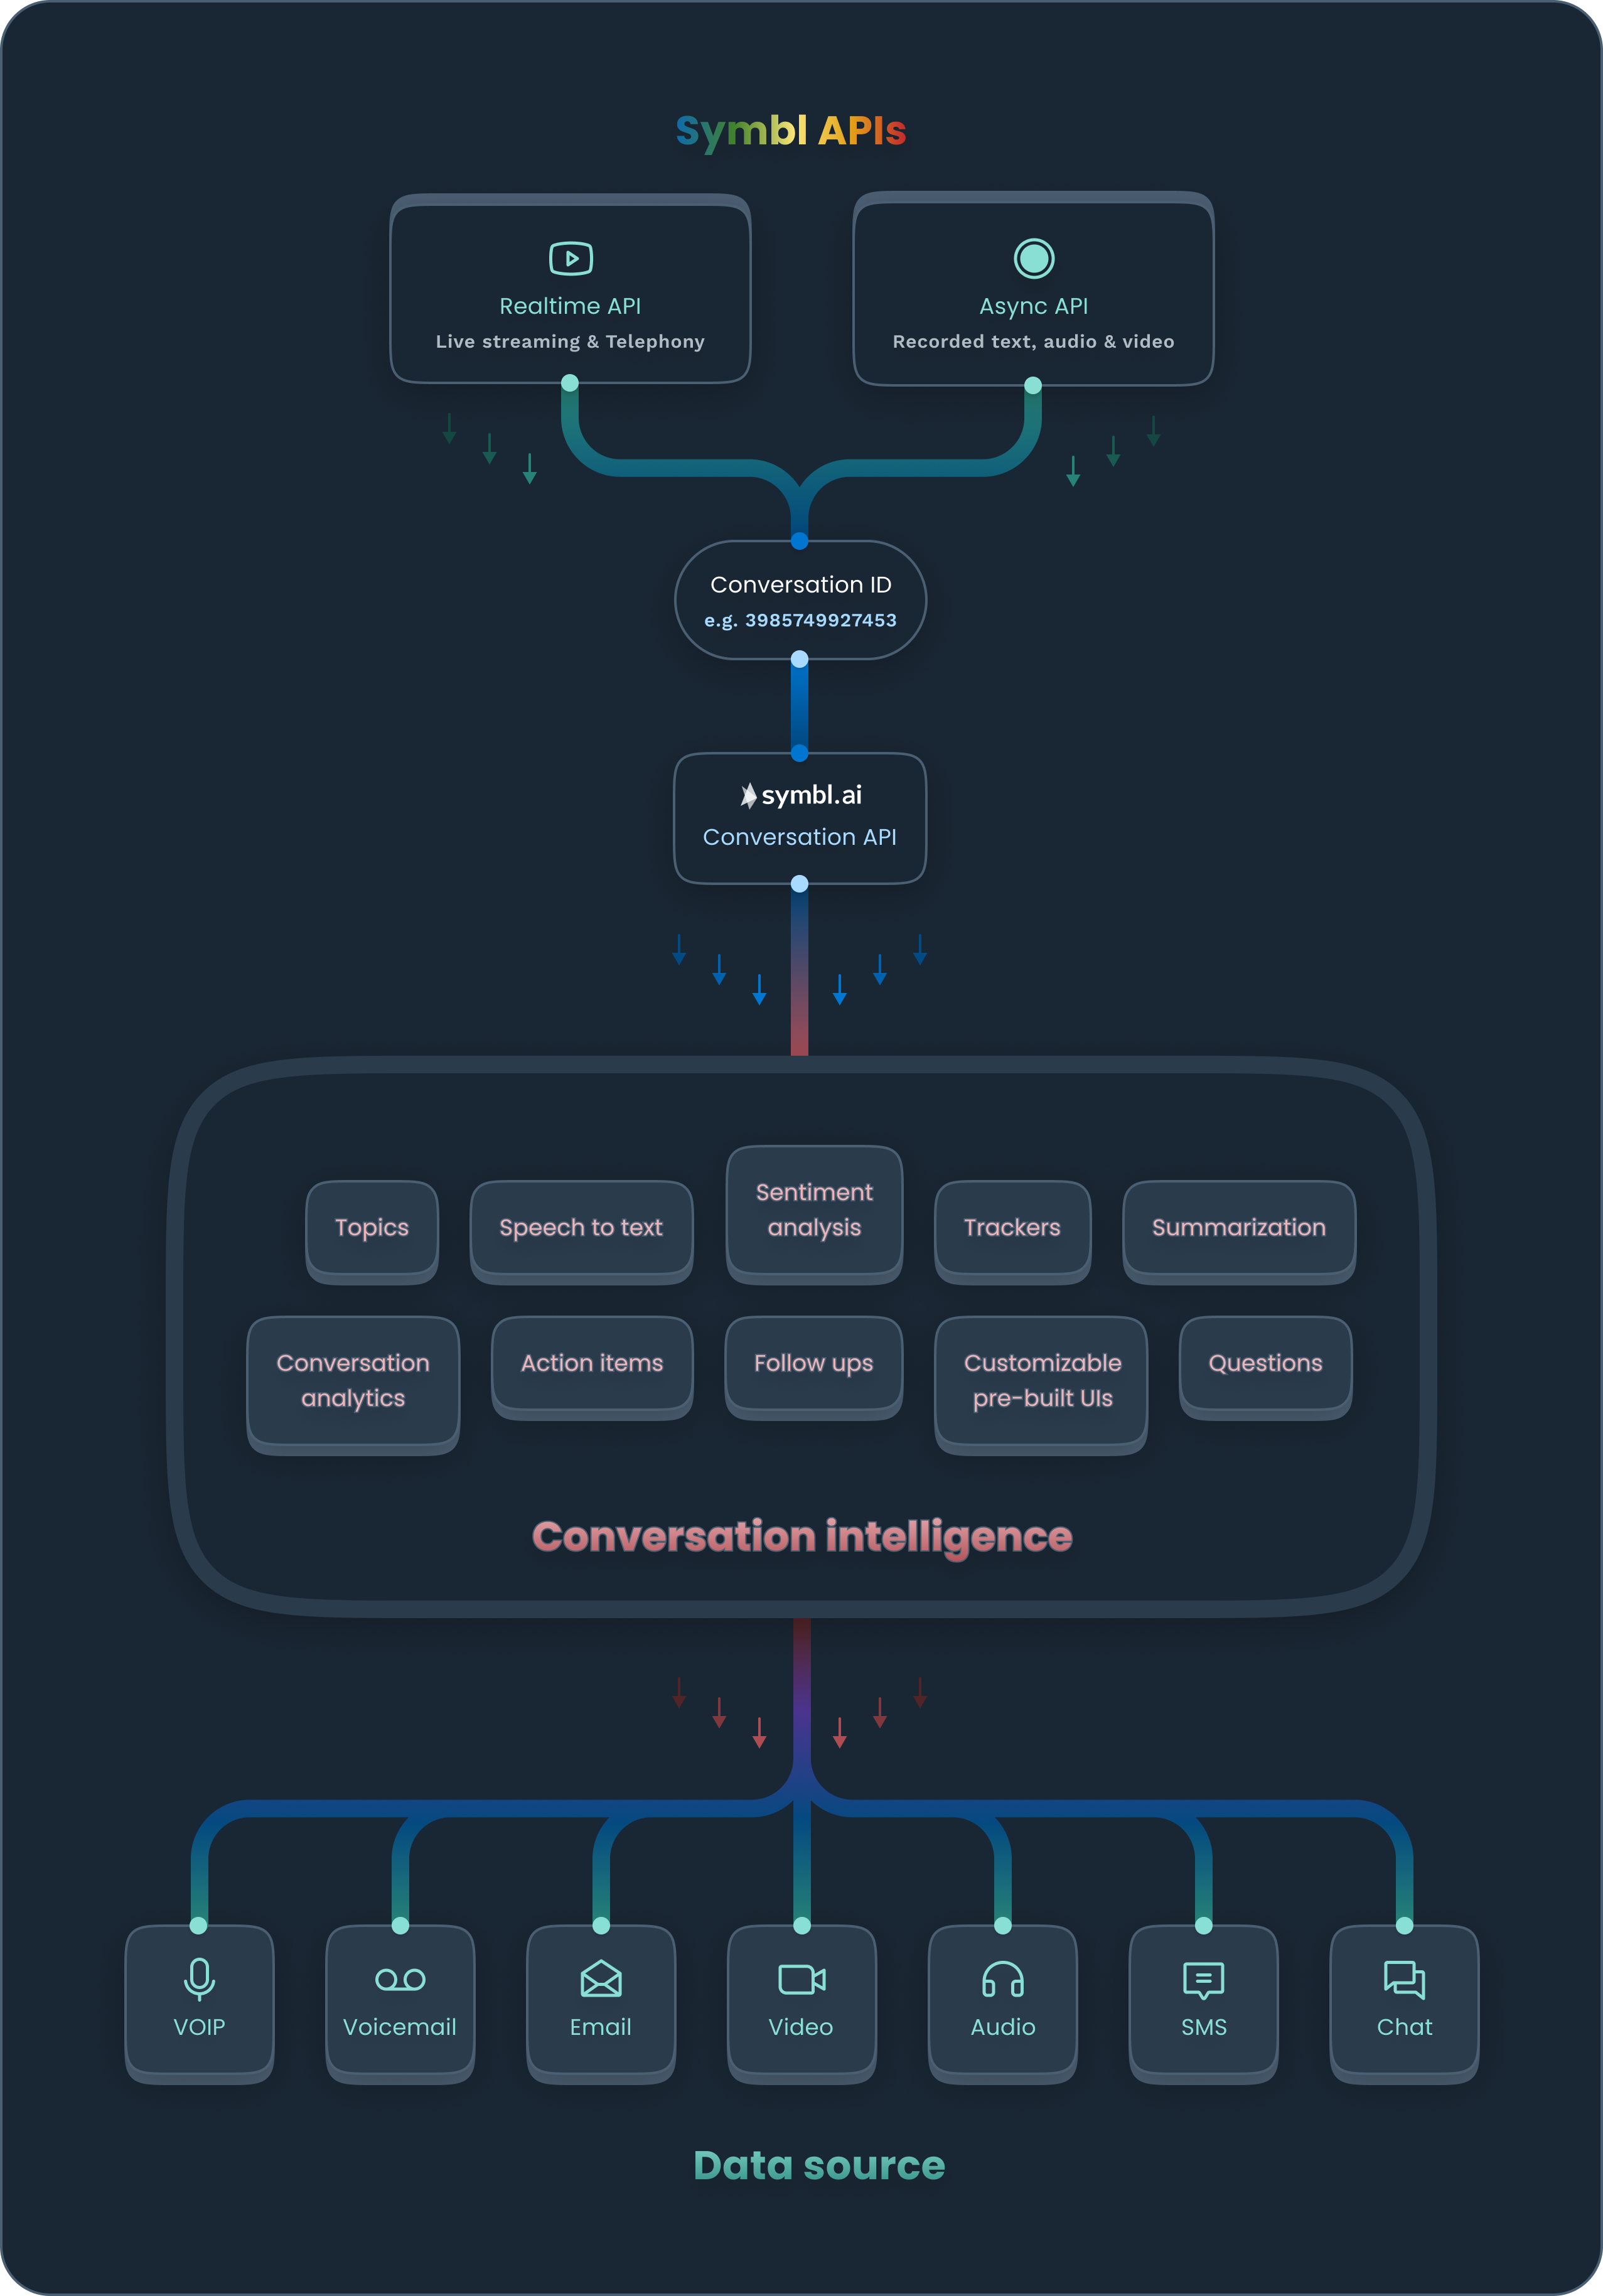 Symbl APIs
Realtime API
Live streaming & Telephony
Async API
Recorded text, audio & video
Conversation ID
e.g. 3985749927453
symbl.ai
Conversation API
Topics
Speech to text
Sentiment
analysis
Trackers
Summarization
Conversation
analytics
Action items
Follow ups
Customizable
pre-built UIs
Questions
Conversation intelligence
VOIP
Voicemail
Email
Video
Audio
SMS
Chat
Data source